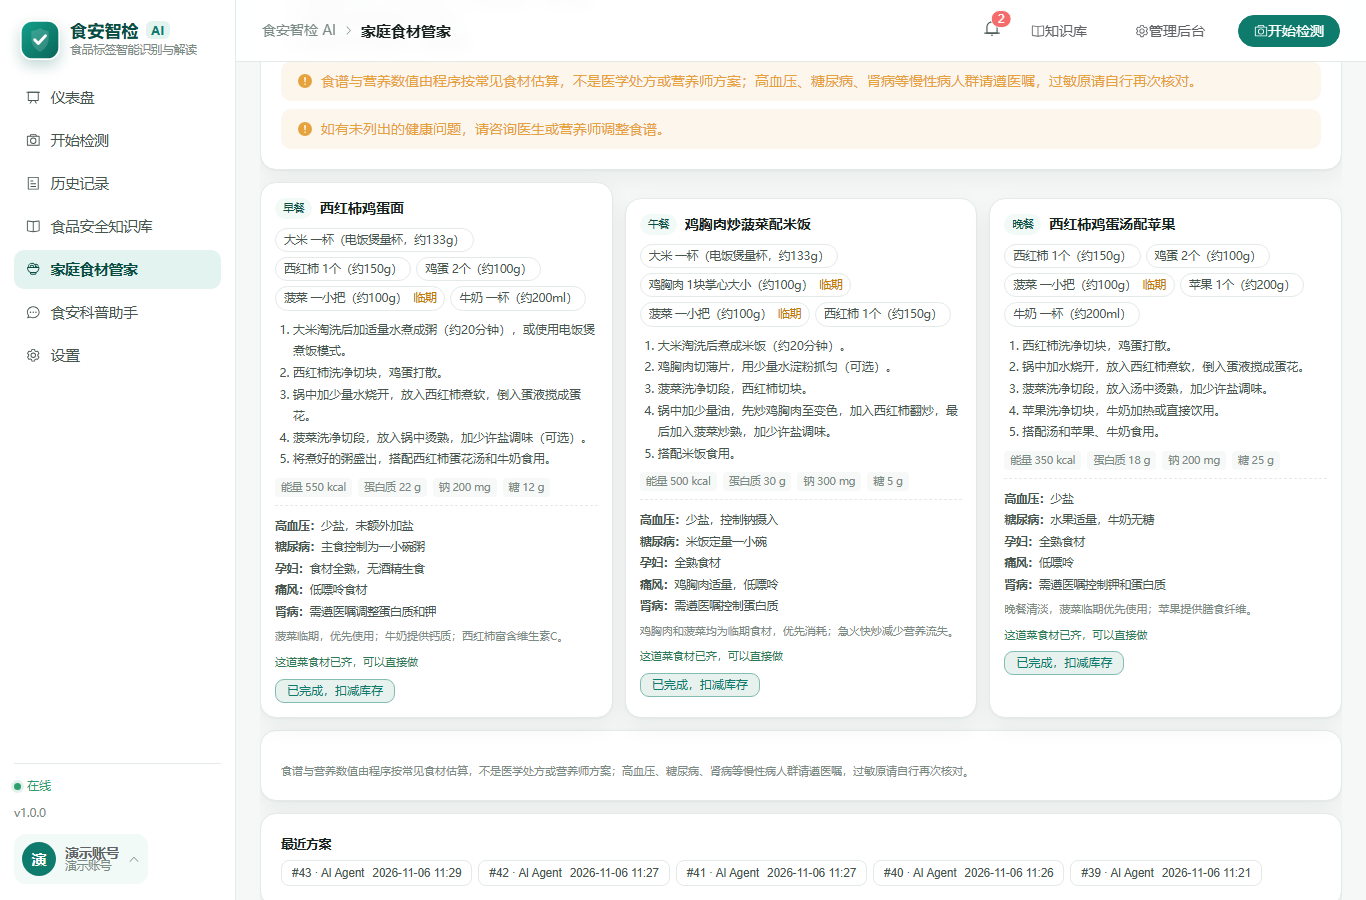 食安智检 AI
食品标签智能识别与解读
仪表盘
开始检测
历史记录
食品安全知识库
家庭食材管家
食安科普助手
设置
在线
v1.0.0
演
演示账号
演示账号
食安智检 AI > 家庭食材管家
2
知识库
管理后台
开始检测
食谱与营养数值由程序按常见食材估算，不是医学处方或营养师方案；高血压、糖尿病、肾病等慢性病人群请遵医嘱，过敏原请自行再次核对。
如有未列出的健康问题，请咨询医生或营养师调整食谱。
早餐 西红柿鸡蛋面
大米 一杯（电饭煲量杯，约133g）
西红柿 1个（约150g） 鸡蛋 2个（约100g）
菠菜 一小把（约100g） 临期 牛奶 一杯（约200ml）
1. 大米淘洗后加适量水煮成粥（约20分钟），或使用电饭煲
煮饭模式。
2. 西红柿洗净切块，鸡蛋打散。
3. 锅中加少量水烧开，放入西红柿煮软，倒入蛋液搅成蛋
花。
4. 菠菜洗净切段，放入锅中烫熟，加少许盐调味（可选）。
5. 将煮好的粥盛出，搭配西红柿蛋花汤和牛奶食用。
能量 550 kcal 蛋白质 22 g 钠 200 mg 糖 12 g
高血压：少盐，未额外加盐
糖尿病：主食控制为一小碗粥
孕妇：食材全熟，无酒精生食
痛风：低嘌呤食材
肾病：需遵医嘱调整蛋白质和钾
菠菜临期，优先使用；牛奶提供钙质；西红柿富含维生素C。
这道菜食材已齐，可以直接做
已完成，扣减库存
午餐 鸡胸肉炒菠菜配米饭
大米 一杯（电饭煲量杯，约133g）
鸡胸肉 1块掌心大小（约100g） 临期
菠菜 一小把（约100g） 临期 西红柿 1个（约150g）
1. 大米淘洗后煮成米饭（约20分钟）。
2. 鸡胸肉切薄片，用少量水淀粉抓匀（可选）。
3. 菠菜洗净切段，西红柿切块。
4. 锅中加少量油，先炒鸡胸肉至变色，加入西红柿翻炒，最
后加入菠菜炒熟，加少许盐调味。
5. 搭配米饭食用。
能量 500 kcal 蛋白质 30 g 钠 300 mg 糖 5 g
高血压：少盐，控制钠摄入
糖尿病：米饭定量一小碗
孕妇：全熟食材
痛风：鸡胸肉适量，低嘌呤
肾病：需遵医嘱控制蛋白质
鸡胸肉和菠菜均为临期食材，优先消耗；急火快炒减少营养流失。
这道菜食材已齐，可以直接做
已完成，扣减库存
晚餐 西红柿鸡蛋汤配苹果
西红柿 1个（约150g） 鸡蛋 2个（约100g）
菠菜 一小把（约100g） 临期 苹果 1个（约200g）
牛奶 一杯（约200ml）
1. 西红柿洗净切块，鸡蛋打散。
2. 锅中加水烧开，放入西红柿煮软，倒入蛋液搅成蛋花。
3. 菠菜洗净切段，放入汤中烫熟，加少许盐调味。
4. 苹果洗净切块，牛奶加热或直接饮用。
5. 搭配汤和苹果、牛奶食用。
能量 350 kcal 蛋白质 18 g 钠 200 mg 糖 25 g
高血压：少盐
糖尿病：水果适量，牛奶无糖
孕妇：全熟食材
痛风：低嘌呤
肾病：需遵医嘱控制钾和蛋白质
晚餐清淡，菠菜临期优先使用；苹果提供膳食纤维。
这道菜食材已齐，可以直接做
已完成，扣减库存
食谱与营养数值由程序按常见食材估算，不是医学处方或营养师方案；高血压、糖尿病、肾病等慢性病人群请遵医嘱，过敏原请自行再次核对。
最近方案
#43 · AI Agent 2026-11-06 11:29
#42 · AI Agent 2026-11-06 11:27
#41 · AI Agent 2026-11-06 11:27
#40 · AI Agent 2026-11-06 11:26
#39 · AI Agent 2026-11-06 11:21